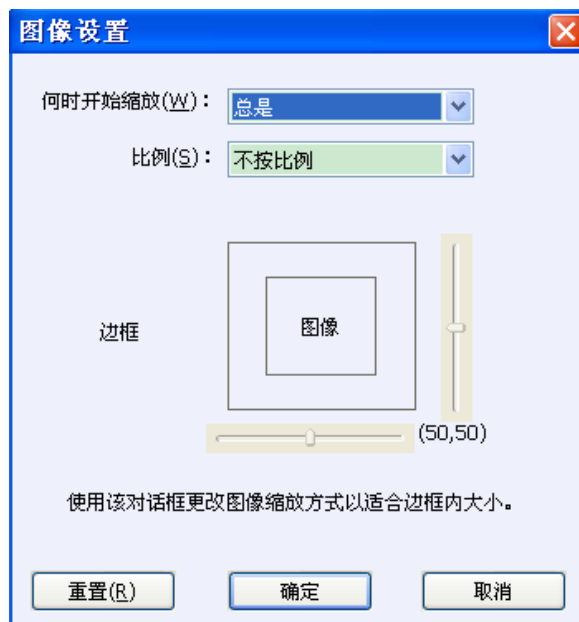 图像设置
何时开始缩放(W)：
总是
比例(S)：
不按比例
边框
图像
(50,50)
使用该对话框更改图像缩放方式以适合边框内大小。
重置(R)
确定
取消